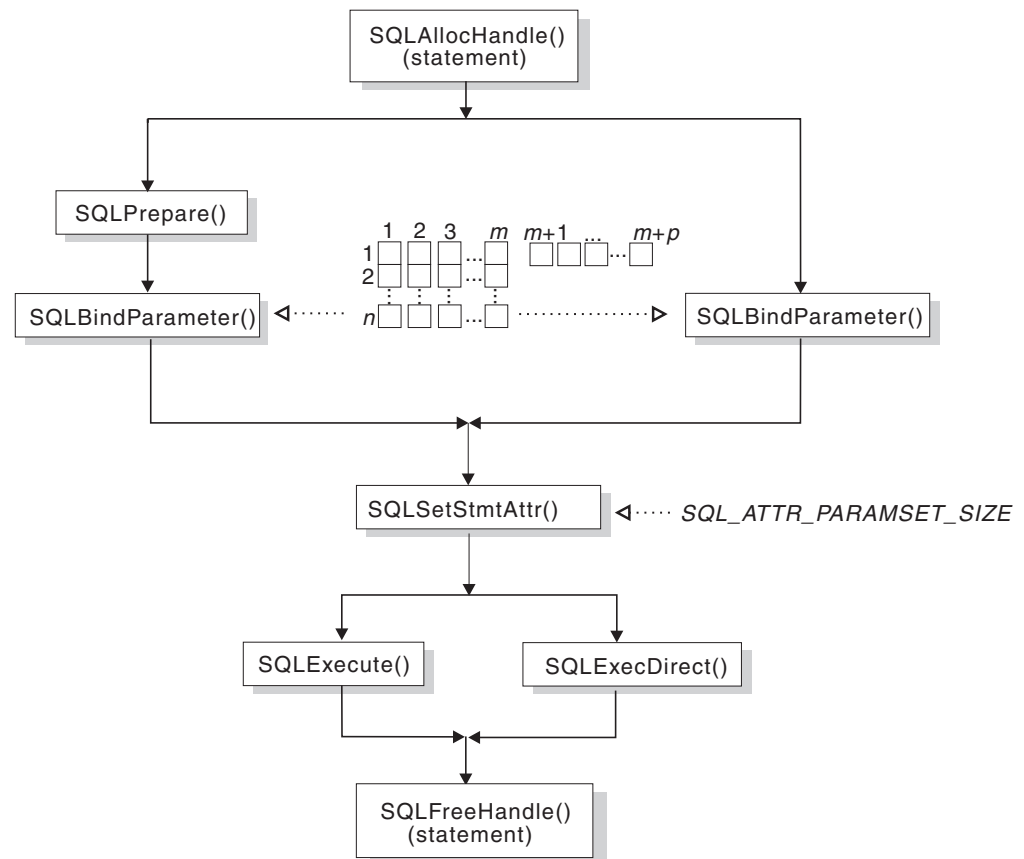 SQLAllocHandle()
(statement)
SQLPrepare()
1 2 3 m m+1 ... m+p
1 ... ...
2 ...
SQLBindParameter()
n ...
SQLBindParameter()
SQLSetStmtAttr()
SQL_ATTR_PARAMSET_SIZE
SQLExecute()
SQLExecDirect()
SQLFreeHandle()
(statement)